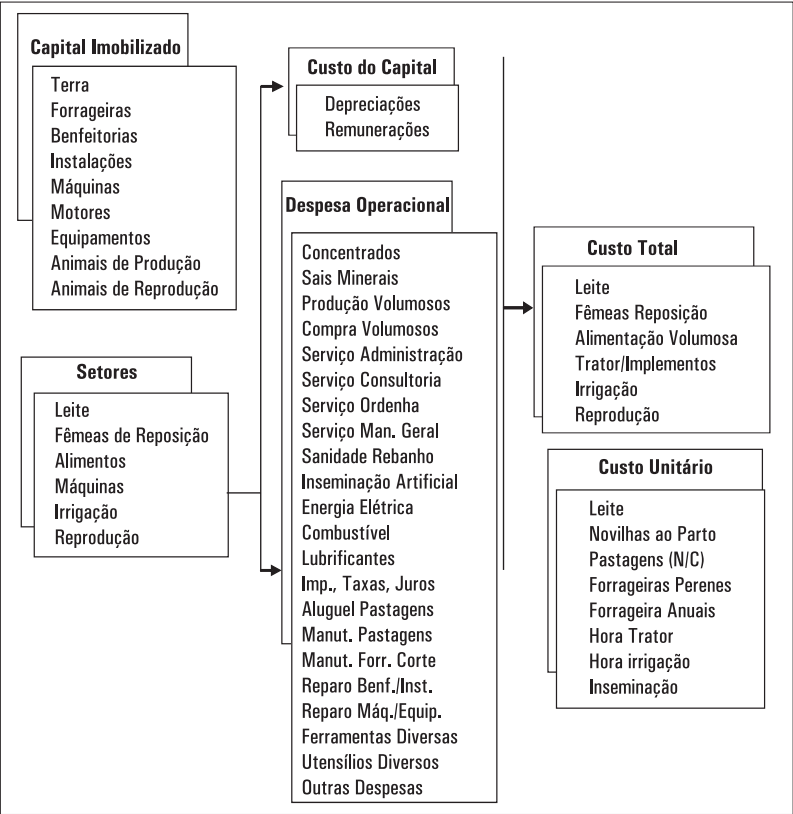 Capital Imobilizado
Terra
Forrageiras
Benfeitorias
Instalações
Máquinas
Motores
Equipamentos
Animais de Produção
Animais de Reprodução
Setores
Leite
Fêmeas de Reposição
Alimentos
Máquinas
Irrigação
Reprodução
Custo do Capital
Depreciações
Remunerações
Despesa Operacional
Concentrados
Sais Minerais
Produção Volumosos
Compra Volumosos
Serviço Administração
Serviço Consultoria
Serviço Ordenha
Serviço Man. Geral
Sanidade Rebanho
Inseminação Artificial
Energia Elétrica
Combustível
Lubrificantes
Imp., Taxas, Juros
Aluguel Pastagens
Manut. Pastagens
Manut. Forr. Corte
Reparo Benf./Inst.
Reparo Máq./Equip.
Ferramentas Diversas
Utensílios Diversos
Outras Despesas
Custo Total
Leite
Fêmeas Reposição
Alimentação Volumosa
Trator/Implementos
Irrigação
Reprodução
Custo Unitário
Leite
Novilhas ao Parto
Pastagens (N/C)
Forrageiras Perenes
Forrageira Anuais
Hora Trator
Hora irrigação
Inseminação